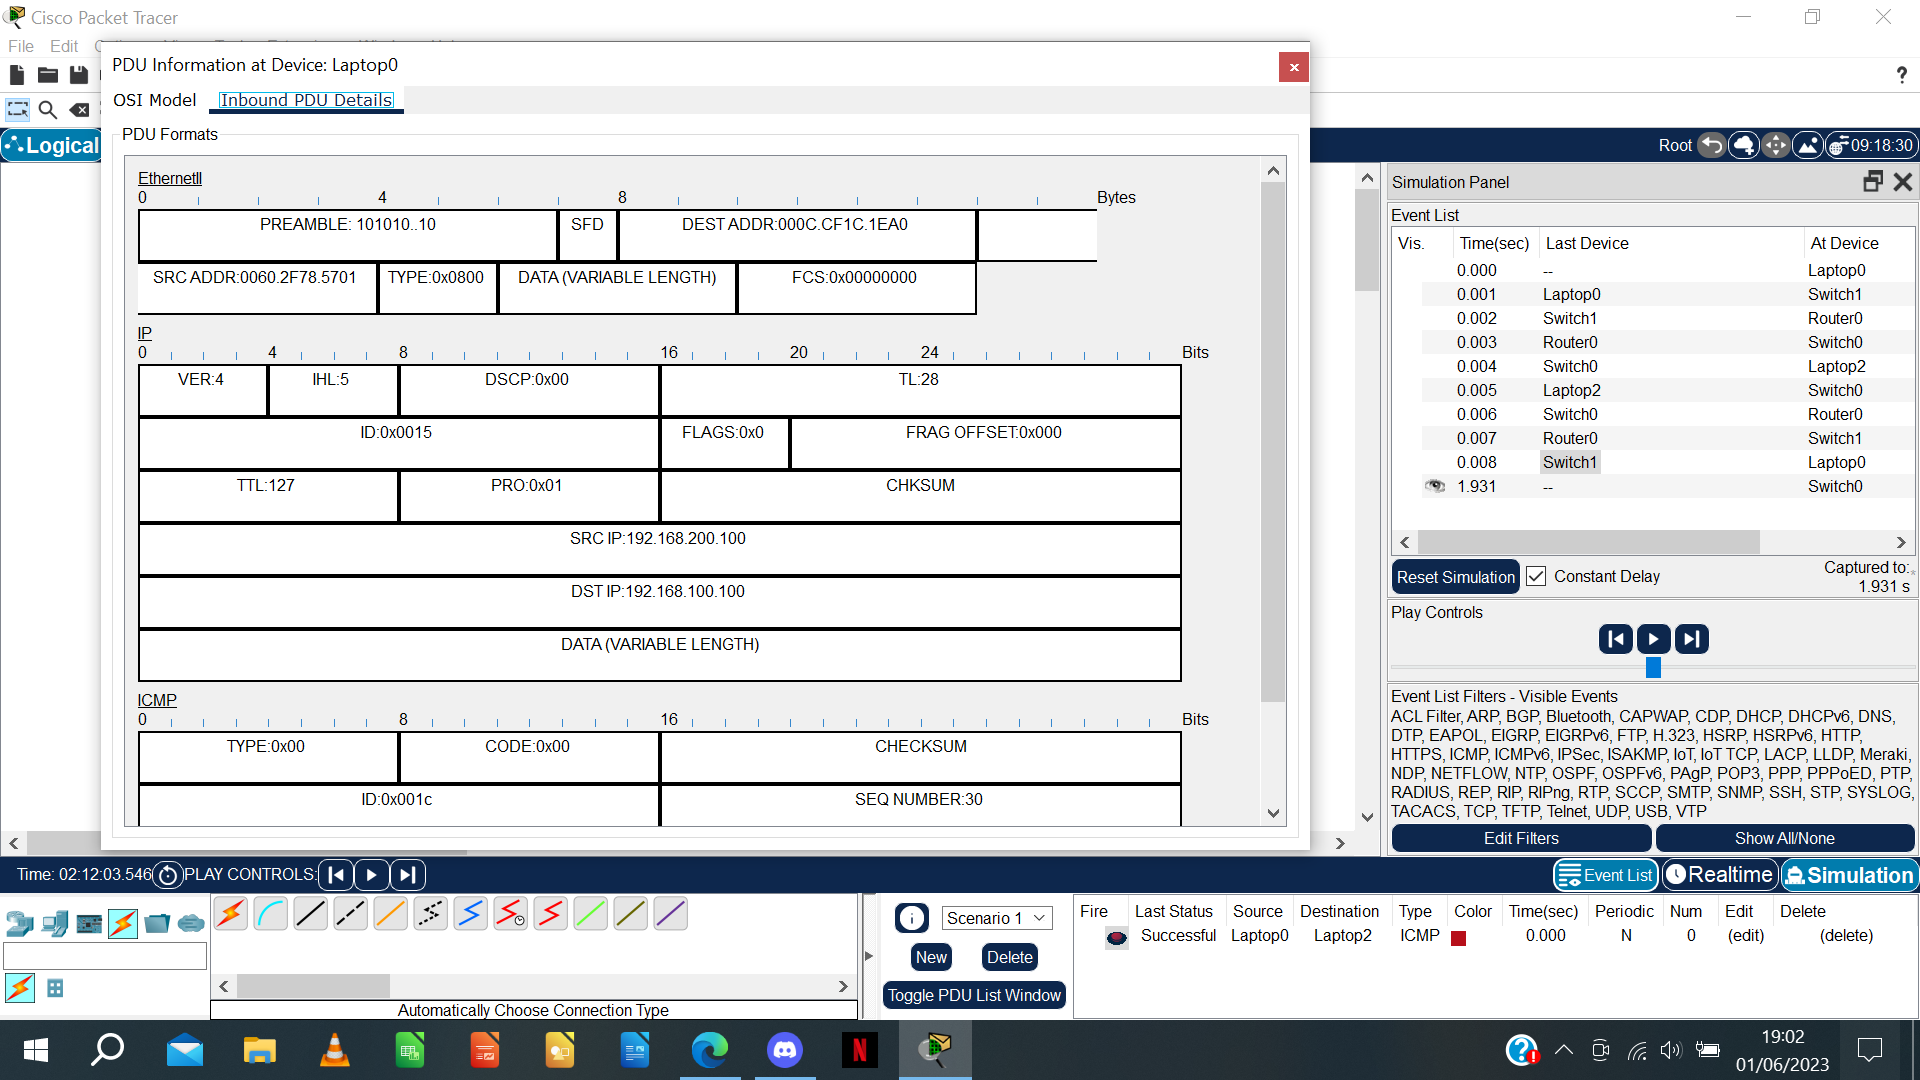 Cisco Packet Tracer
File Edit
PDU Information at Device: Laptop0
OSI Model Inbound PDU Details
PDU Formats
EthernetII
0 4 8 Bytes
PREAMBLE: 101010..10 SFD DEST ADDR:000C.CF1C.1EA0
SRC ADDR:0060.2F78.5701 TYPE:0x0800 DATA (VARIABLE LENGTH) FCS:0x00000000
IP
0 4 8 16 20 24 Bits
VER:4 IHL:5 DSCP:0x00 TL:28
ID:0x0015 FLAGS:0x0 FRAG OFFSET:0x000
TTL:127 PRO:0x01 CHKSUM
SRC IP:192.168.200.100
DST IP:192.168.100.100
DATA (VARIABLE LENGTH)
ICMP
0 8 16 Bits
TYPE:0x00 CODE:0x00 CHECKSUM
ID:0x001c SEQ NUMBER:30
Logical
Root 09:18:30
Simulation Panel
Event List
Vis. Time(sec) Last Device At Device
0.000 -- Laptop0
0.001 Laptop0 Switch1
0.002 Switch1 Router0
0.003 Router0 Switch0
0.004 Switch0 Laptop2
0.005 Laptop2 Switch0
0.006 Switch0 Router0
0.007 Router0 Switch1
0.008 Switch1 Laptop0
1.931 -- Switch0
Reset Simulation Constant Delay Captured to:
1.931 s
Play Controls
Event List Filters - Visible Events
ACL Filter, ARP, BGP, Bluetooth, CAPWAP, CDP, DHCP, DHCPv6, DNS,
DTP, EAPOL, EIGRP, EIGRPv6, FTP, H.323, HSRP, HSRPv6, HTTP,
HTTPS, ICMP, ICMPv6, IPSec, ISAKMP, IoT, IoT TCP, LACP, LLDP, Meraki,
NDP, NETFLOW, NTP, OSPF, OSPFv6, PAgP, POP3, PPP, PPPoED, PTP,
RADIUS, REP, RIP, RIPng, RTP, SCCP, SMTP, SNMP, SSH, STP, SYSLOG,
TACACS, TCP, TFTP, Telnet, UDP, USB, VTP
Edit Filters Show All/None
Time: 02:12:03.546 PLAY CONTROLS: Event List Realtime Simulation
Scenario 1
New Delete
Toggle PDU List Window
Fire Last Status Source Destination Type Color Time(sec) Periodic Num Edit Delete
Successful Laptop0 Laptop2 ICMP 0.000 N 0 (edit) (delete)
Automatically Choose Connection Type
19:02
01/06/2023